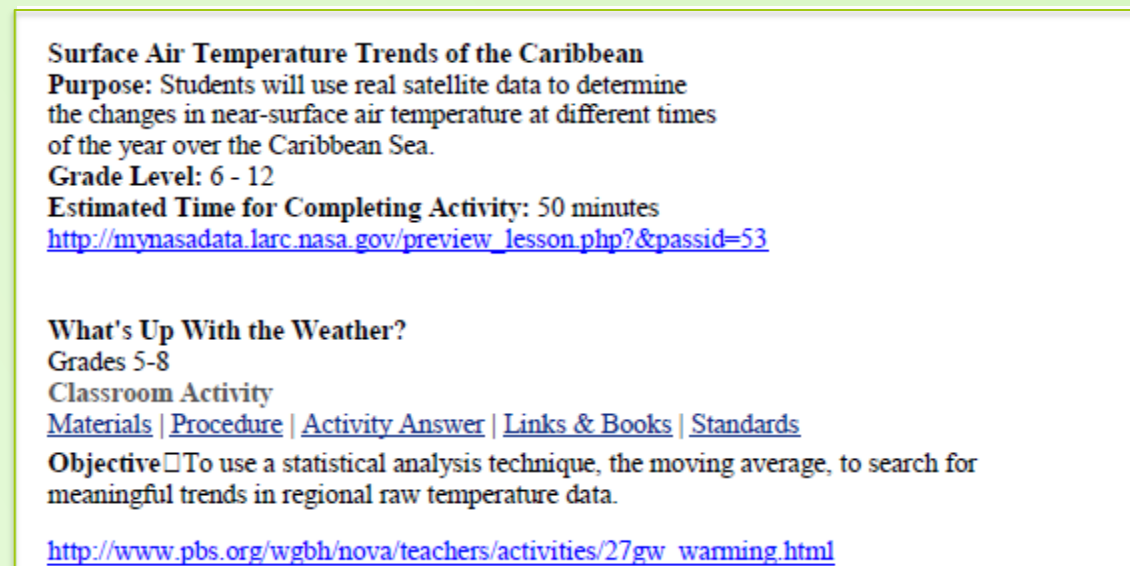 Surface Air Temperature Trends of the Caribbean
Purpose: Students will use real satellite data to determine
the changes in near-surface air temperature at different times
of the year over the Caribbean Sea.
Grade Level: 6 - 12
Estimated Time for Completing Activity: 50 minutes
http://mynasadata.larc.nasa.gov/preview_lesson.php?&passid=53
What's Up With the Weather?
Grades 5-8
Classroom Activity
Materials | Procedure | Activity Answer | Links & Books | Standards
Objective□To use a statistical analysis technique, the moving average, to search for
meaningful trends in regional raw temperature data.
http://www.pbs.org/wgbh/nova/teachers/activities/27gw_warming.html